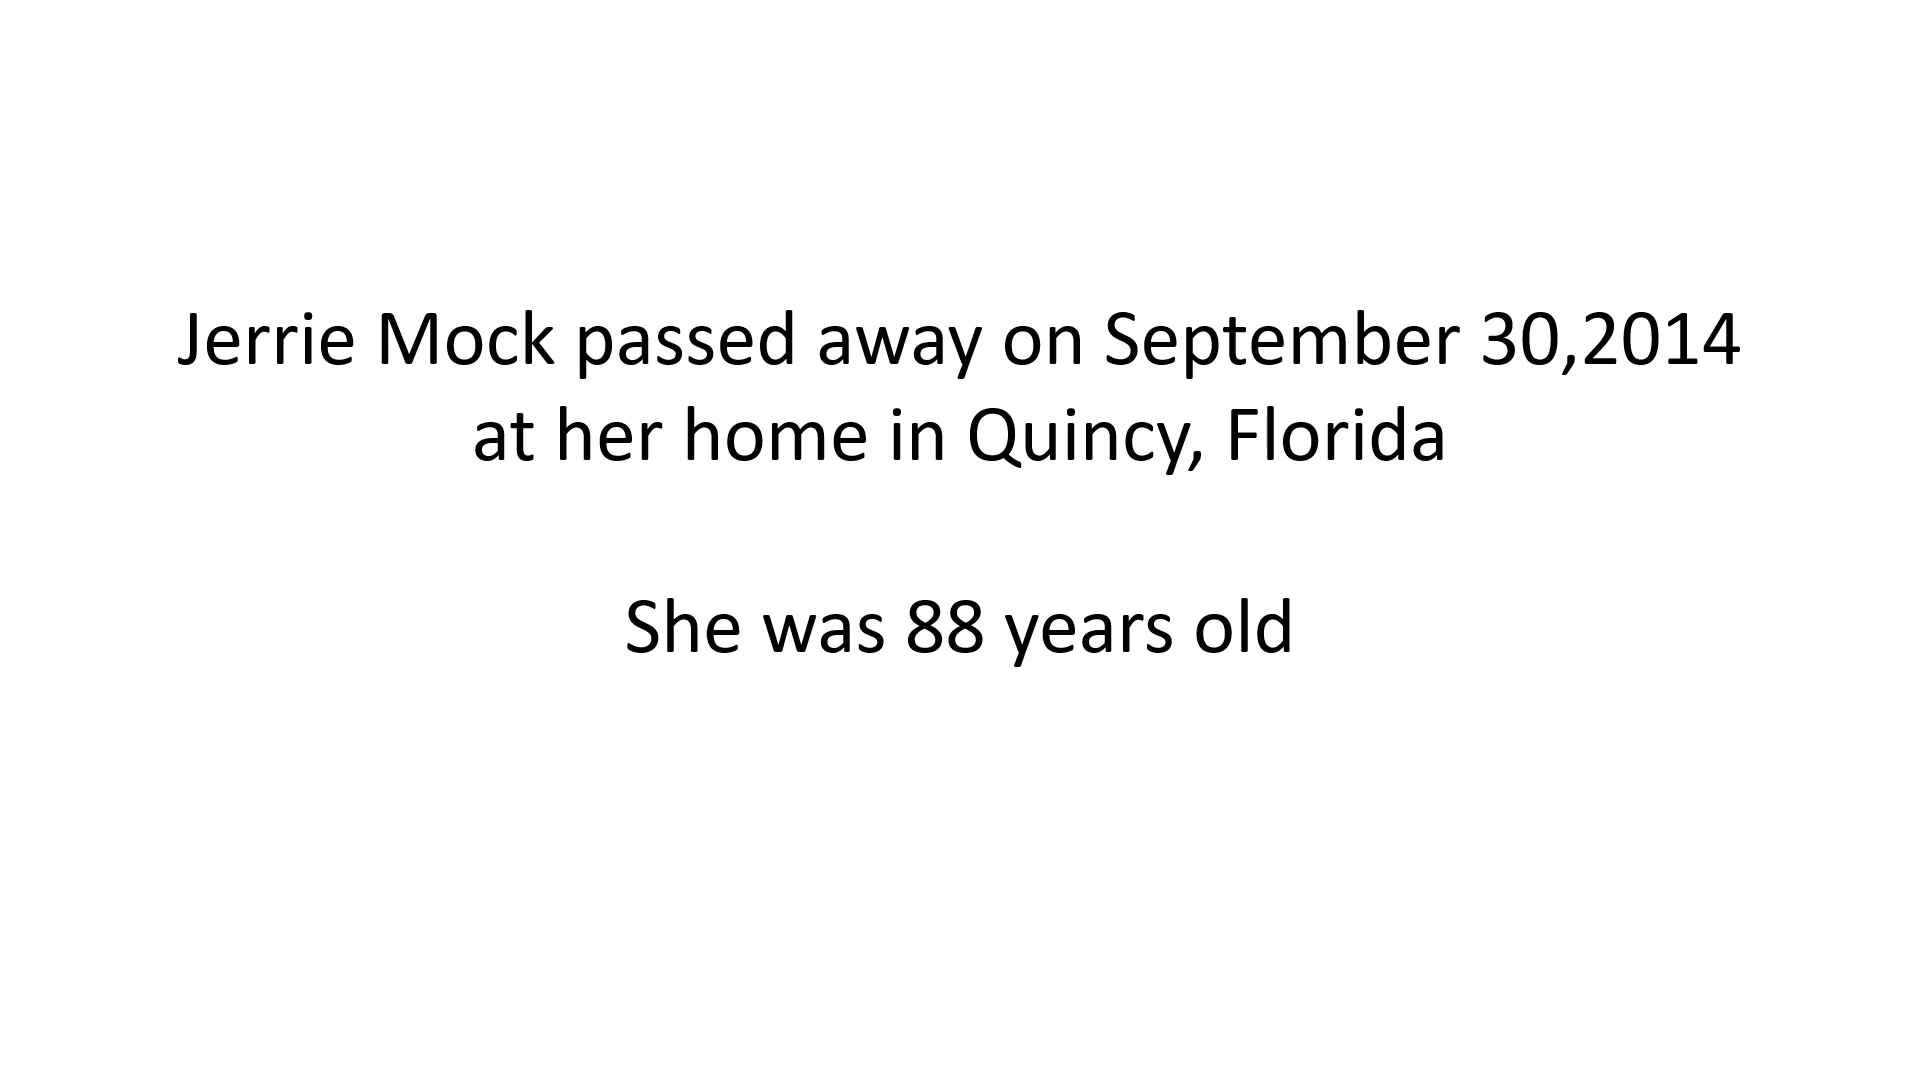 Jerrie Mock passed away on September 30,2014
at her home in Quincy, Florida
She was 88 years old